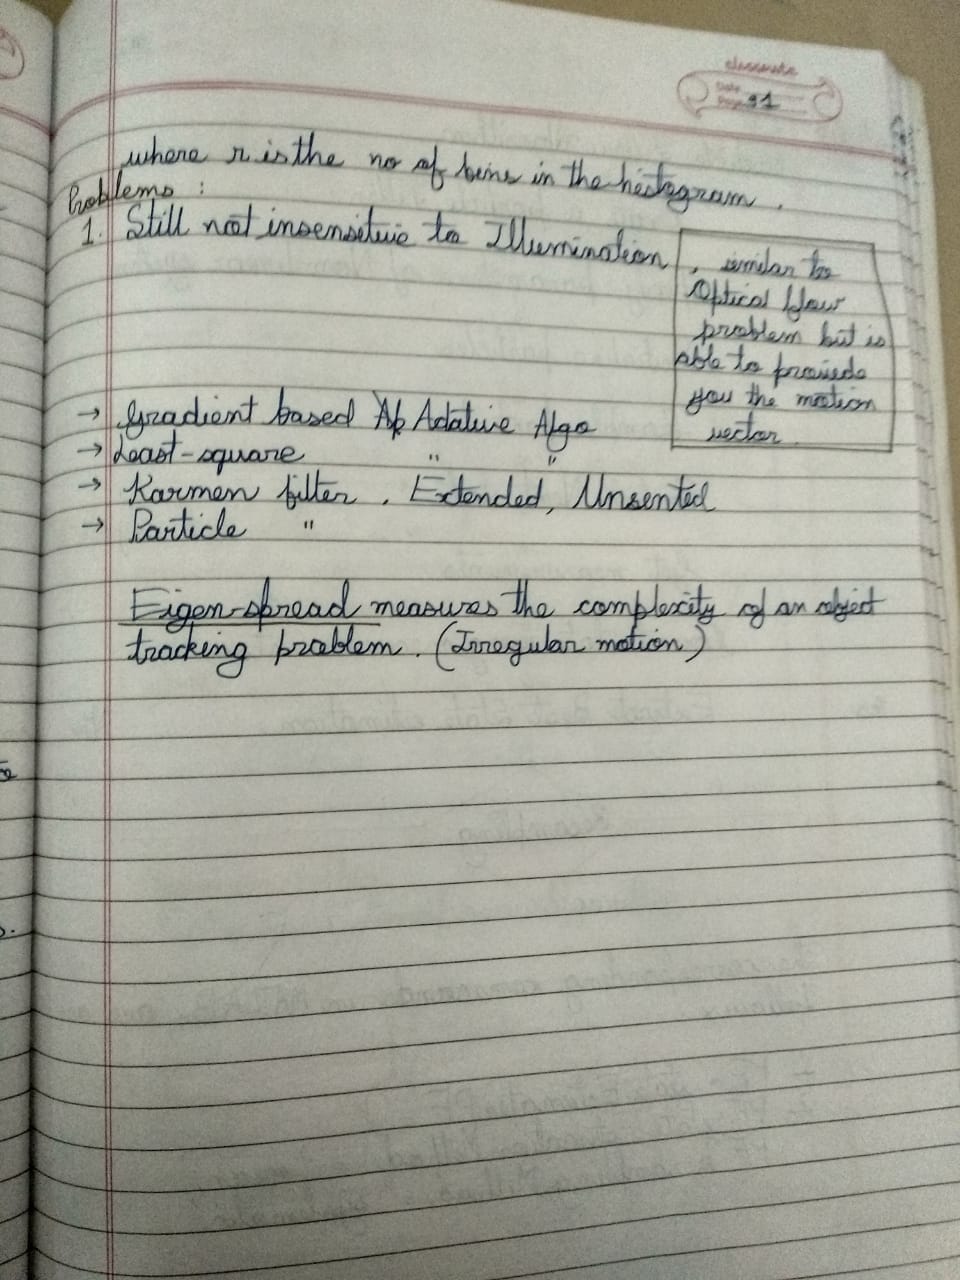 classmate
Date
Page 91
where r is the no of bins in the histogram.
Problems :
1. Still not insensitive to Illumination
, similar to
Optical flow
problem but is
able to provide
you the motion
vector.
→ Gradient based Adative Algo
→ Least-square " "
→ Karmen filter, Extended, Unsented
→ Particle "
Eigen-spread measures the complexity of an object
tracking problem. (Irregular motion)